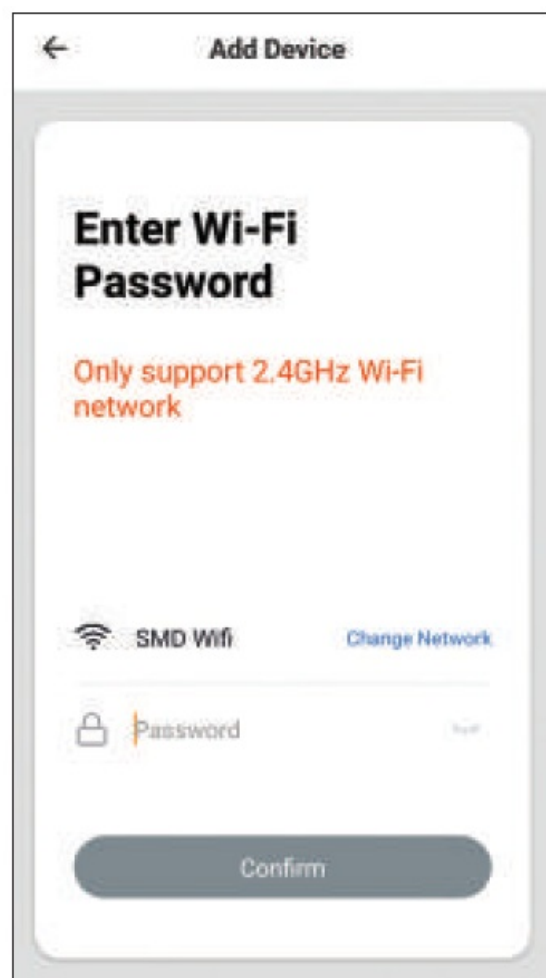 Add Device
Enter Wi-Fi
Password
Only support 2.4GHz Wi-Fi
network
SMD Wifi
Change Network
Password
Confirm